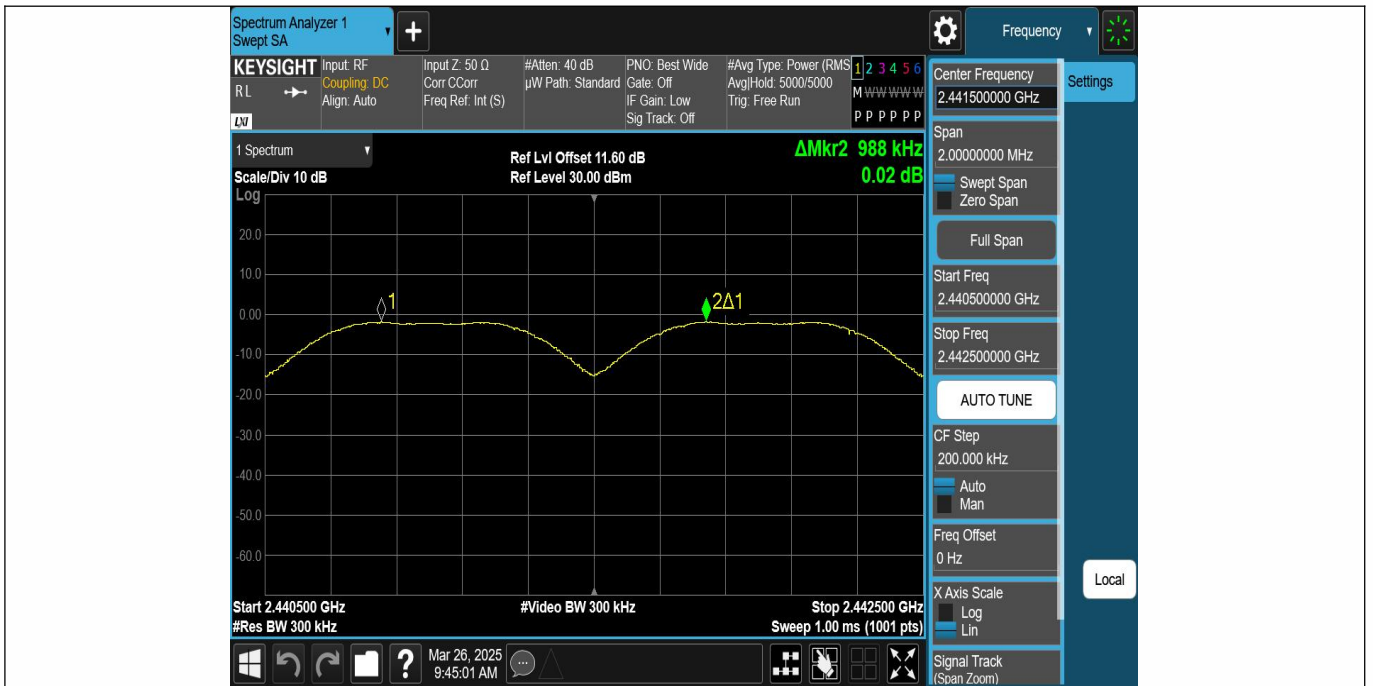 Spectrum Analyzer 1
Swept SA
+
Frequency
KEYSIGHT
RL
LXI
Input: RF
Coupling: DC
Align: Auto
Input Z: 50 Ω
Corr CCorr
Freq Ref: Int (S)
#Atten: 40 dB
µW Path: Standard
PNO: Best Wide
Gate: Off
IF Gain: Low
Sig Track: Off
#Avg Type: Power (RMS
Avg|Hold: 5000/5000
Trig: Free Run
1 2 3 4 5 6
M W W W W W
P P P P P P
1 Spectrum
Scale/Div 10 dB
Log
Ref Lvl Offset 11.60 dB
Ref Level 30.00 dBm
ΔMkr2 988 kHz
0.02 dB
20.0
10.0
0.00
-10.0
-20.0
-30.0
-40.0
-50.0
-60.0
1
2Δ1
Start 2.440500 GHz
#Res BW 300 kHz
#Video BW 300 kHz
Stop 2.442500 GHz
Sweep 1.00 ms (1001 pts)
Center Frequency
2.441500000 GHz
Settings
Span
2.00000000 MHz
Swept Span
Zero Span
Full Span
Start Freq
2.440500000 GHz
Stop Freq
2.442500000 GHz
AUTO TUNE
CF Step
200.000 kHz
Auto
Man
Freq Offset
0 Hz
Local
X Axis Scale
Log
Lin
Signal Track
(Span Zoom)
?
Mar 26, 2025
9:45:01 AM